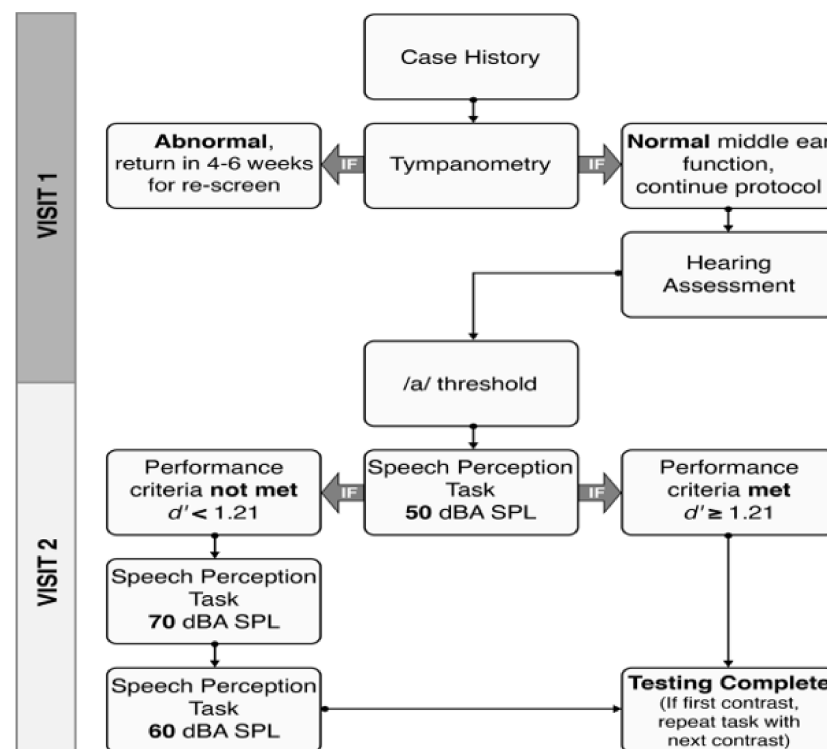 VISIT 1
Case History
Abnormal,
return in 4-6 weeks
for re-screen
IF
Tympanometry
IF
Normal middle ear
function,
continue protocol
Hearing
Assessment
/a/ threshold
VISIT 2
Performance
criteria not met
d' < 1.21
IF
Speech Perception
Task
50 dBA SPL
IF
Performance
criteria met
d' ≥ 1.21
Speech Perception
Task
70 dBA SPL
Speech Perception
Task
60 dBA SPL
Testing Complete
(If first contrast,
repeat task with
next contrast)